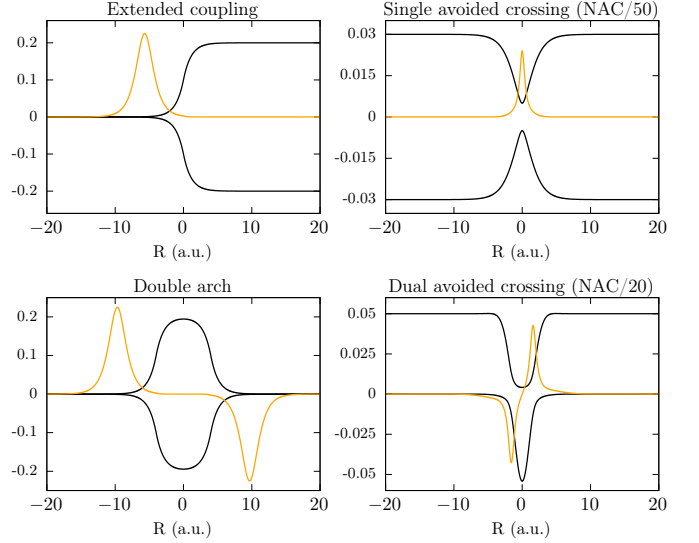 Extended coupling
0.2
0.1
0
-0.1
-0.2
−20 −10 0 10 20
R (a.u.)
Single avoided crossing (NAC/50)
0.03
0.015
0
-0.015
-0.03
−20 −10 0 10 20
R (a.u.)
Double arch
0.2
0.1
0
-0.1
-0.2
−20 −10 0 10 20
R (a.u.)
Dual avoided crossing (NAC/20)
0.05
0.025
0
-0.025
-0.05
−20 −10 0 10 20
R (a.u.)